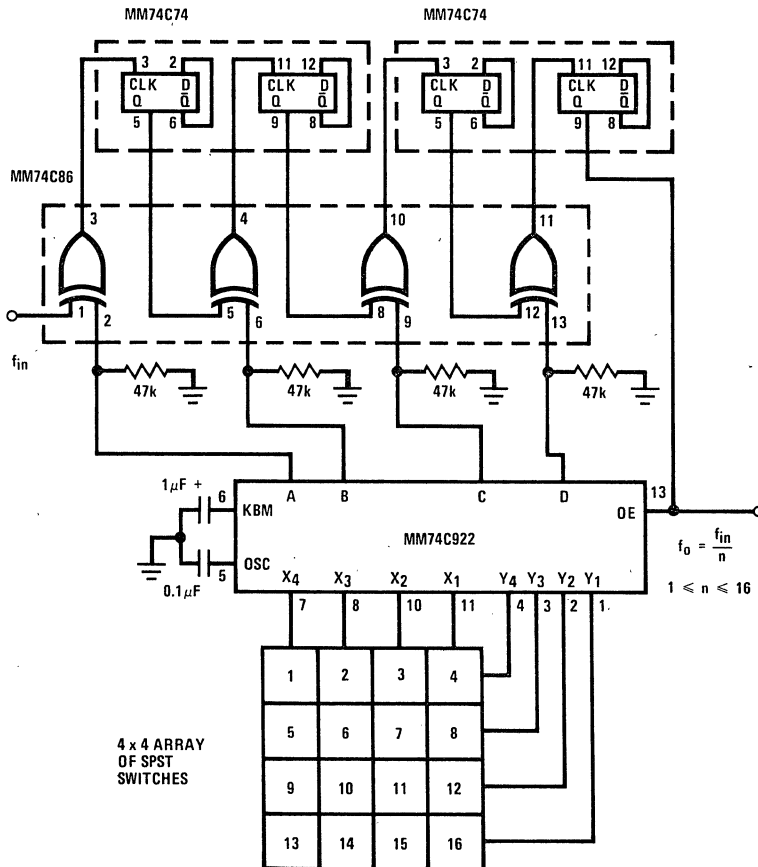 MM74C74 MM74C74
3 2 11 12 3 2 11 12
CLK D CLK D CLK D CLK D
Q Q̅ Q Q̅ Q Q̅ Q Q̅
5 6 9 8 5 6 9 8
MM74C86
3 4 10 11
1 2 5 6 8 9 12 13
fin
47k 47k 47k 47k
1μF + 6 A B C D 13
KBM OE
MM74C922
OSC
0.1μF 5
fo = fin/n
1 ⩽ n ⩽ 16
X4 X3 X2 X1 Y4 Y3 Y2 Y1
7 8 10 11 4 3 2 1
1 2 3 4
5 6 7 8
4 x 4 ARRAY
OF SPST
SWITCHES
9 10 11 12
13 14 15 16